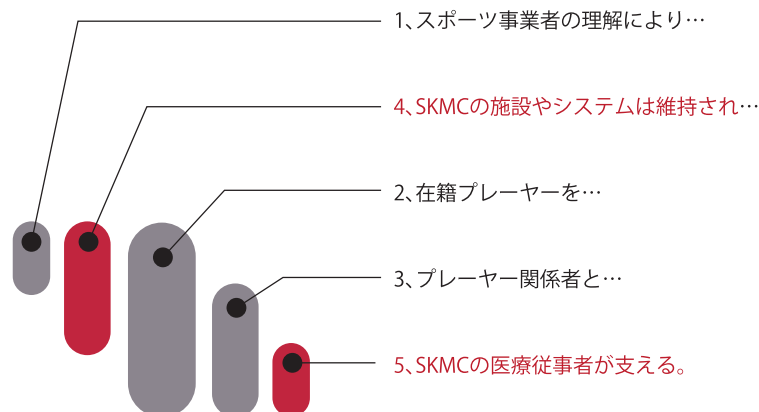 1、スポーツ事業者の理解により…
4、SKMCの施設やシステムは維持され…
2、在籍プレーヤーを…
3、プレーヤー関係者と…
5、SKMCの医療従事者が支える。